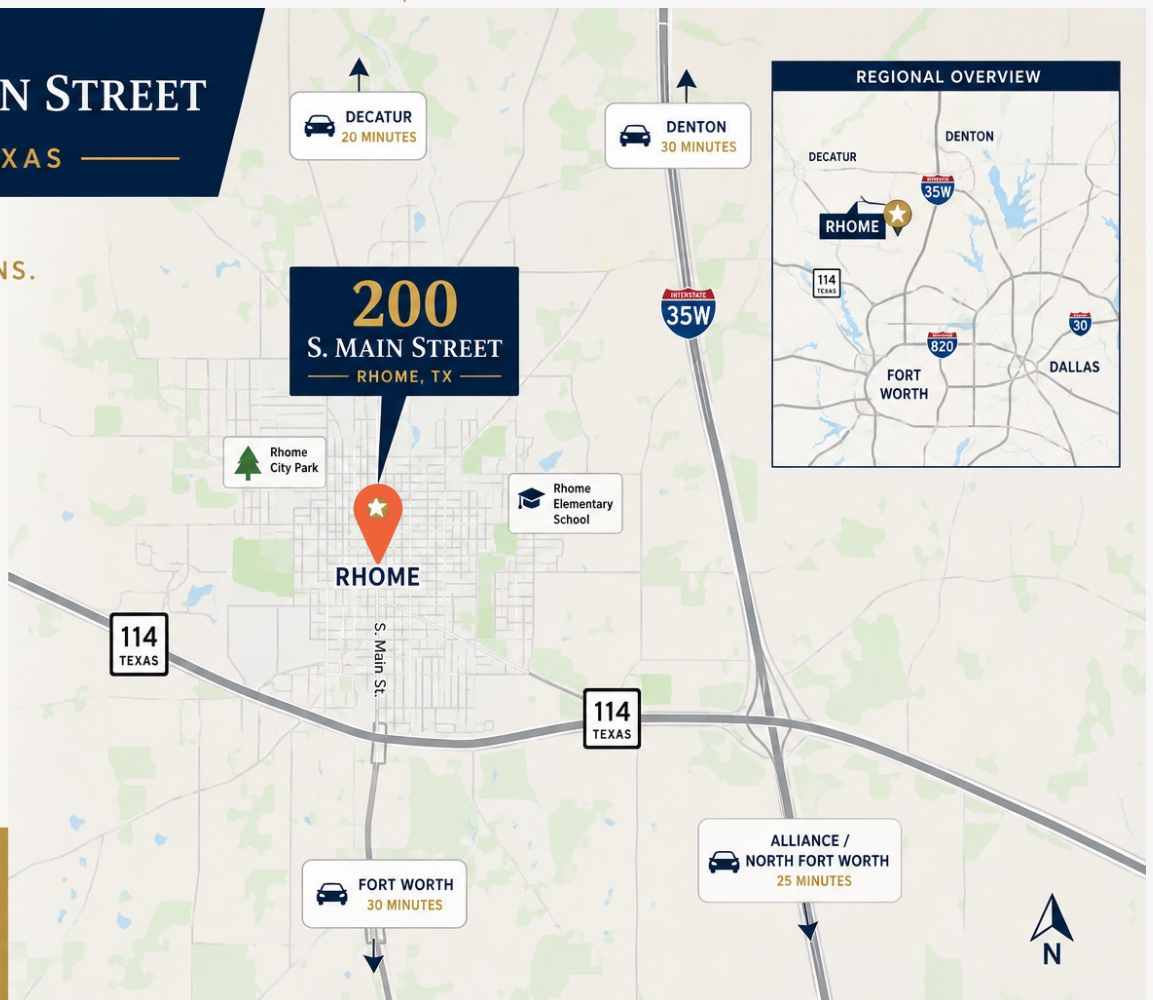 N STREET
XAS
NS.
DECATUR
20 MINUTES
DENTON
30 MINUTES
REGIONAL OVERVIEW
DENTON
DECATUR
INTERSTATE
35W
RHOME
114
TEXAS
30
820
DALLAS
FORT
WORTH
INTERSTATE
35W
200
S. MAIN STREET
RHOME, TX
Rhome
City Park
Rhome
Elementary
School
RHOME
114
TEXAS
S. Main St.
114
TEXAS
ALLIANCE /
NORTH FORT WORTH
25 MINUTES
FORT WORTH
30 MINUTES
N